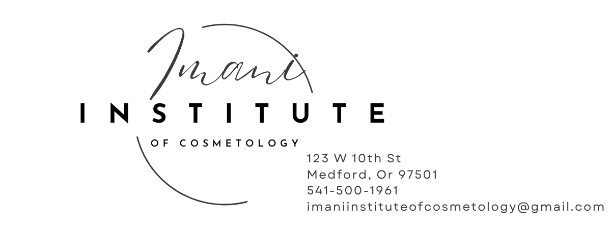 Imani
INSTITUTE
OF COSMETOLOGY
123 W 10th St
Medford, Or 97501
541-500-1961
imaniinstituteofcosmetology@gmail.com